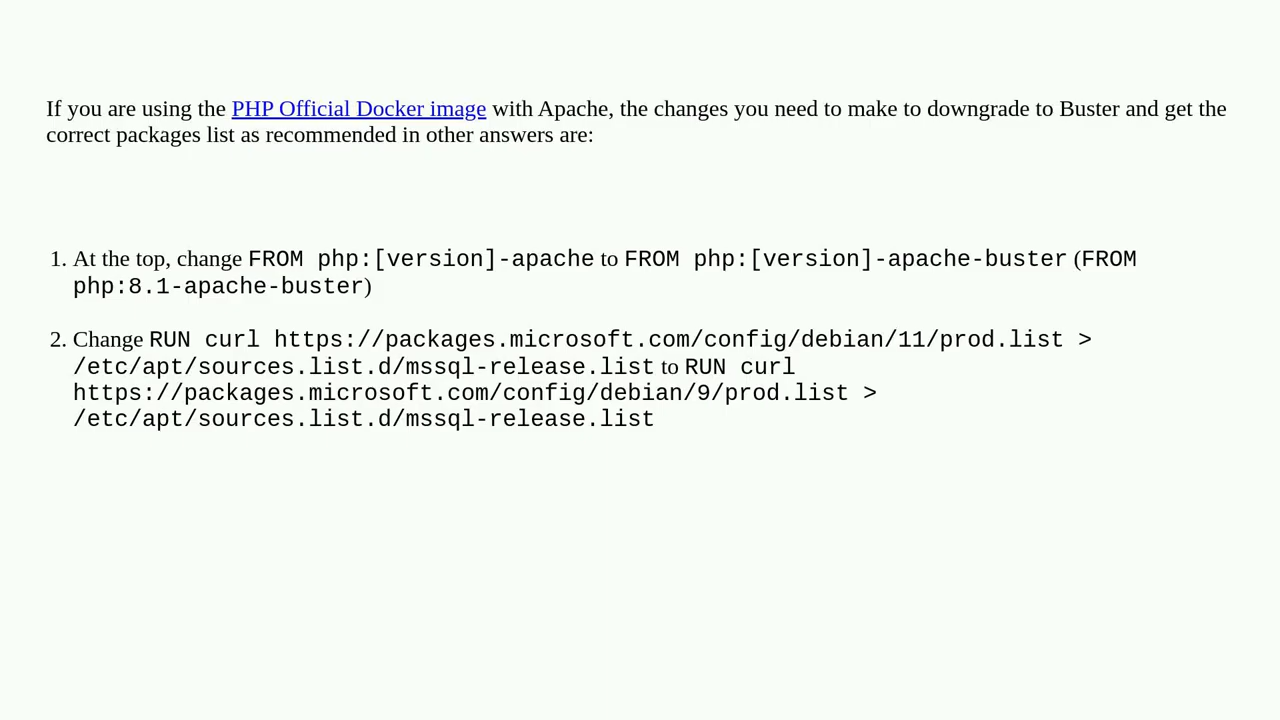 If you are using the PHP Official Docker image with Apache, the changes you need to make to downgrade to Buster and get the
correct packages list as recommended in other answers are:
1. At the top, change FROM php:[version]-apache to FROM php:[version]-apache-buster (FROM
php:8.1-apache-buster)
2. Change RUN curl https://packages.microsoft.com/config/debian/11/prod.list >
/etc/apt/sources.list.d/mssql-release.list to RUN curl
https://packages.microsoft.com/config/debian/9/prod.list >
/etc/apt/sources.list.d/mssql-release.list